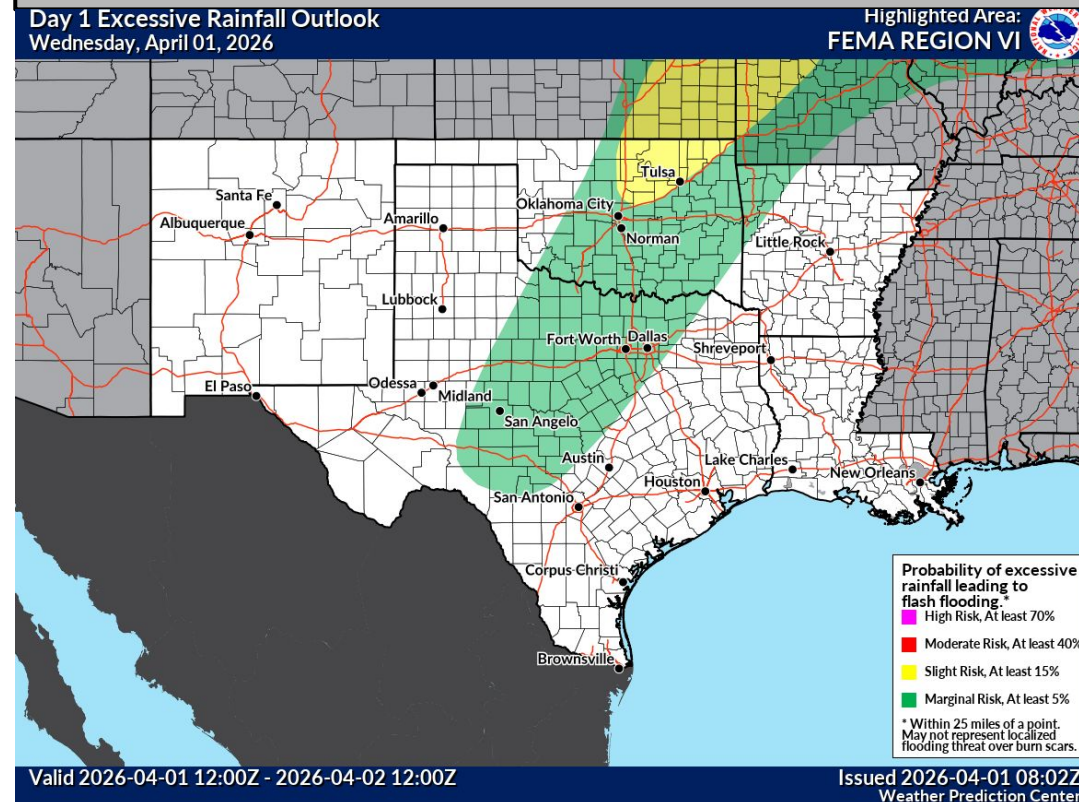 Day 1 Excessive Rainfall Outlook
Wednesday, April 01, 2026
Highlighted Area:
FEMA REGION VI
Tulsa
Santa Fe
Oklahoma City
Albuquerque
Amarillo
Norman
Little Rock
Lubbock
Fort Worth
Dallas
Shreveport
El Paso
Odessa
Midland
San Angelo
Austin
Lake Charles
Houston
New Orleans
San Antonio
Corpus Christi
Brownsville
Probability of excessive
rainfall leading to
flash flooding.*
High Risk, At least 70%
Moderate Risk, At least 40%
Slight Risk, At least 15%
Marginal Risk, At least 5%
* Within 25 miles of a point.
May not represent localized
flooding threat over burn scars.
Valid 2026-04-01 12:00Z - 2026-04-02 12:00Z
Issued 2026-04-01 08:02Z
Weather Prediction Center